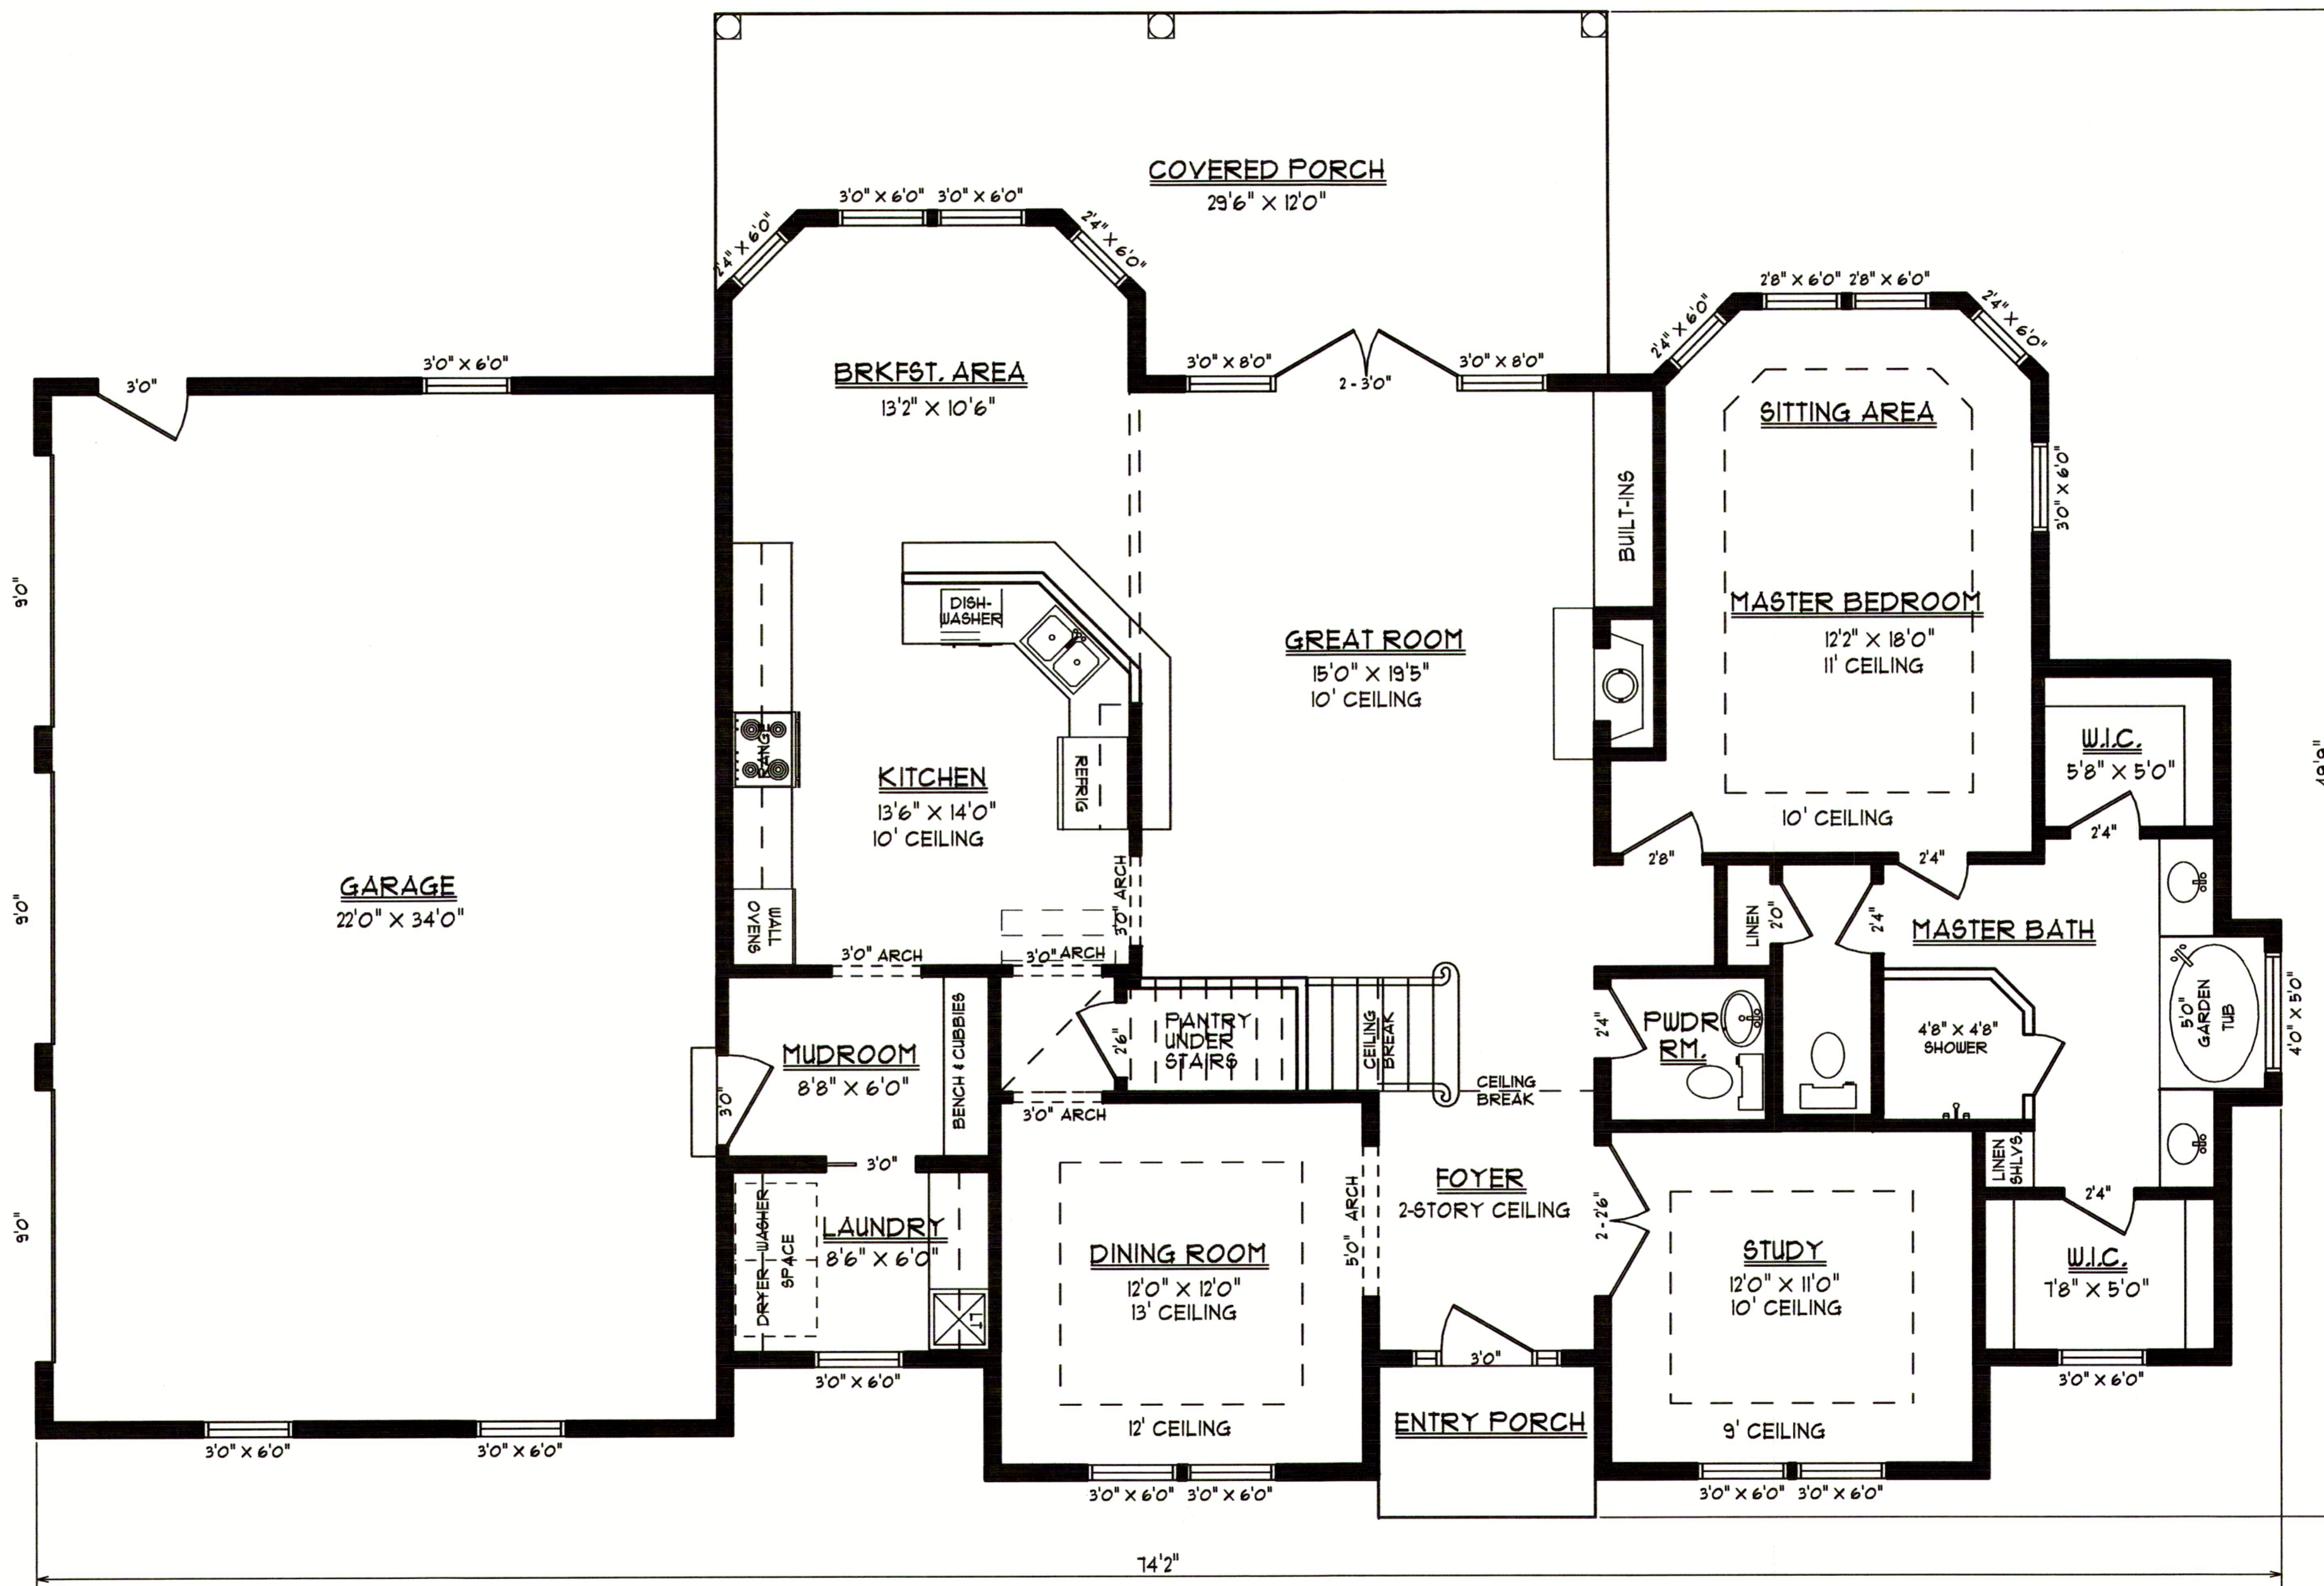 COVERED PORCH
29'6" X 12'0"
3'0" X 6'0"
3'0" X 6'0"
2'4" X 6'0"
2'4" X 6'0"
BRKFST. AREA
13'2" X 10'6"
3'0" X 8'0"
2 - 3'0"
3'0" X 8'0"
2'8" X 6'0"
2'8" X 6'0"
2'4" X 6'0"
2'4" X 6'0"
SITTING AREA
3'0" X 6'0"
3'0"
3'0" X 6'0"
BUILT-INS
MASTER BEDROOM
12'2" X 18'0"
11' CEILING
10' CEILING
DISH-
WASHER
GREAT ROOM
15'0" X 19'5"
10' CEILING
RANGE
KITCHEN
13'6" X 14'0"
10' CEILING
REFRIG
WALL
OVENS
W.I.C.
5'8" X 5'0"
2'4"
9'0"
9'0"
9'0"
GARAGE
22'0" X 34'0"
3'0" ARCH
3'0" ARCH
3'0" ARCH
2'8"
2'4"
LINEN
2'0"
2'4"
MASTER BATH
MUDROOM
8'8" X 6'0"
3'0"
BENCH & CUBBIES
2'6"
PANTRY
UNDER
STAIRS
CEILING
BREAK
CEILING
BREAK
2'4"
PWDR
RM.
4'8" X 4'8"
SHOWER
5'0"
GARDEN
TUB
4'0" X 5'0"
3'0" ARCH
3'0"
LAUNDRY
8'6" X 6'0"
DRYER
WASHER
SPACE
LT
3'0" X 6'0"
DINING ROOM
12'0" X 12'0"
13' CEILING
12' CEILING
5'0" ARCH
FOYER
2-STORY CEILING
2 - 2'6"
3'0"
STUDY
12'0" X 11'0"
10' CEILING
9' CEILING
LINEN
SHLVS.
2'4"
W.I.C.
7'8" X 5'0"
3'0" X 6'0"
ENTRY PORCH
3'0" X 6'0"
3'0" X 6'0"
3'0" X 6'0"
3'0" X 6'0"
3'0" X 6'0"
3'0" X 6'0"
74'2"